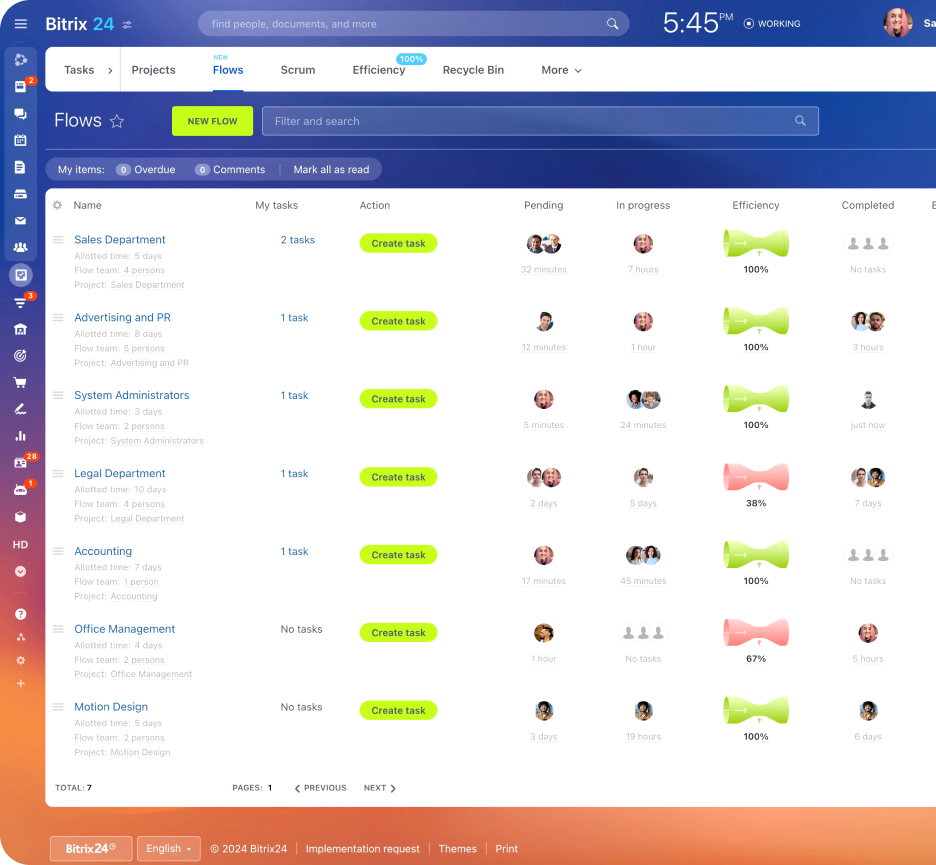 Bitrix 24
find people, documents, and more
5:45 PM
WORKING
Sa
2
3
28
1
HD
Tasks
Projects
NEW
Flows
Scrum
Efficiency
100%
Recycle Bin
More
Flows
NEW FLOW
Filter and search
My items: 0 Overdue 0 Comments Mark all as read
Name My tasks Action Pending In progress Efficiency Completed
Sales Department 2 tasks Create task
Allotted time: 5 days
Flow team: 4 persons 32 minutes 7 hours 100% No tasks
Project: Sales Department
Advertising and PR 1 task Create task
Allotted time: 8 days
Flow team: 5 persons 12 minutes 1 hour 100% 3 hours
Project: Advertising and PR
System Administrators 1 task Create task
Allotted time: 3 days
Flow team: 2 persons 5 minutes 24 minutes 100% just now
Project: System Administrators
Legal Department 1 task Create task
Allotted time: 10 days
Flow team: 4 persons 2 days 5 days 38% 7 days
Project: Legal Department
Accounting 1 task Create task
Allotted time: 7 days
Flow team: 1 person 17 minutes 45 minutes 100% No tasks
Project: Accounting
Office Management No tasks Create task
Allotted time: 4 days
Flow team: 2 persons 1 hour No tasks 67% 5 hours
Project: Office Management
Motion Design No tasks Create task
Allotted time: 5 days
Flow team: 2 persons 3 days 19 hours 100% 6 days
Project: Motion Design
TOTAL: 7 PAGES: 1 PREVIOUS NEXT
Bitrix24 English © 2024 Bitrix24 Implementation request Themes Print